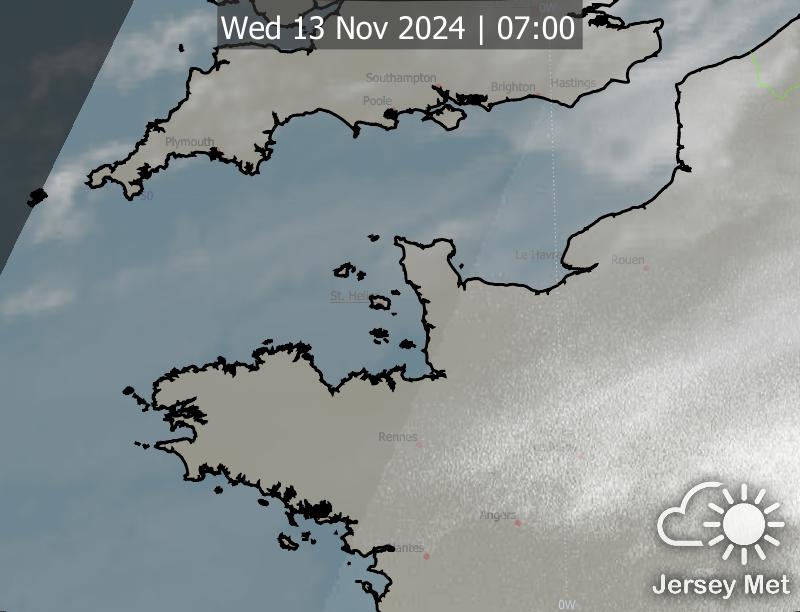 Wed 13 Nov 2024 | 07:00
0W
Southampton
Brighton
Hastings
Poole
Plymouth
50
Le Havre
Rouen
St. Helier
Rennes
Angers
Nantes
0W
Jersey Met